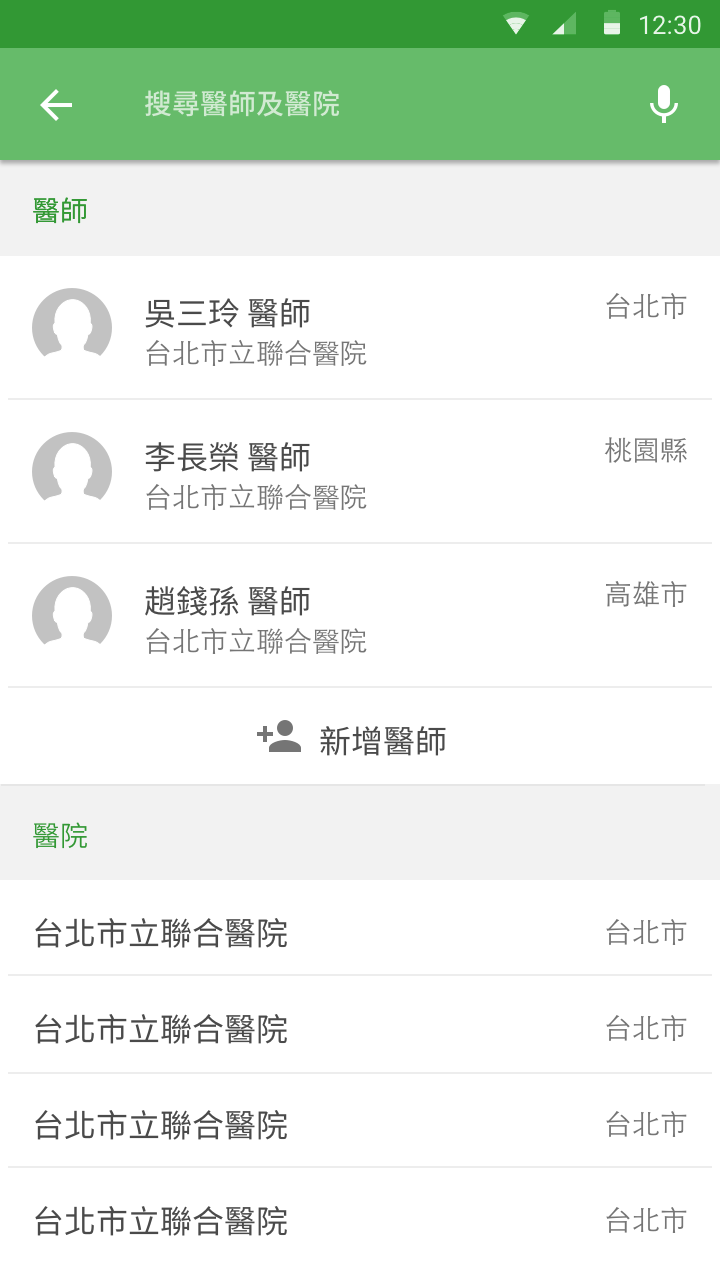 12:30
搜尋醫師及醫院
醫師
吳三玲 醫師 台北市
台北市立聯合醫院
李長榮 醫師 桃園縣
台北市立聯合醫院
趙錢孫 醫師 高雄市
台北市立聯合醫院
新增醫師
醫院
台北市立聯合醫院 台北市
台北市立聯合醫院 台北市
台北市立聯合醫院 台北市
台北市立聯合醫院 台北市